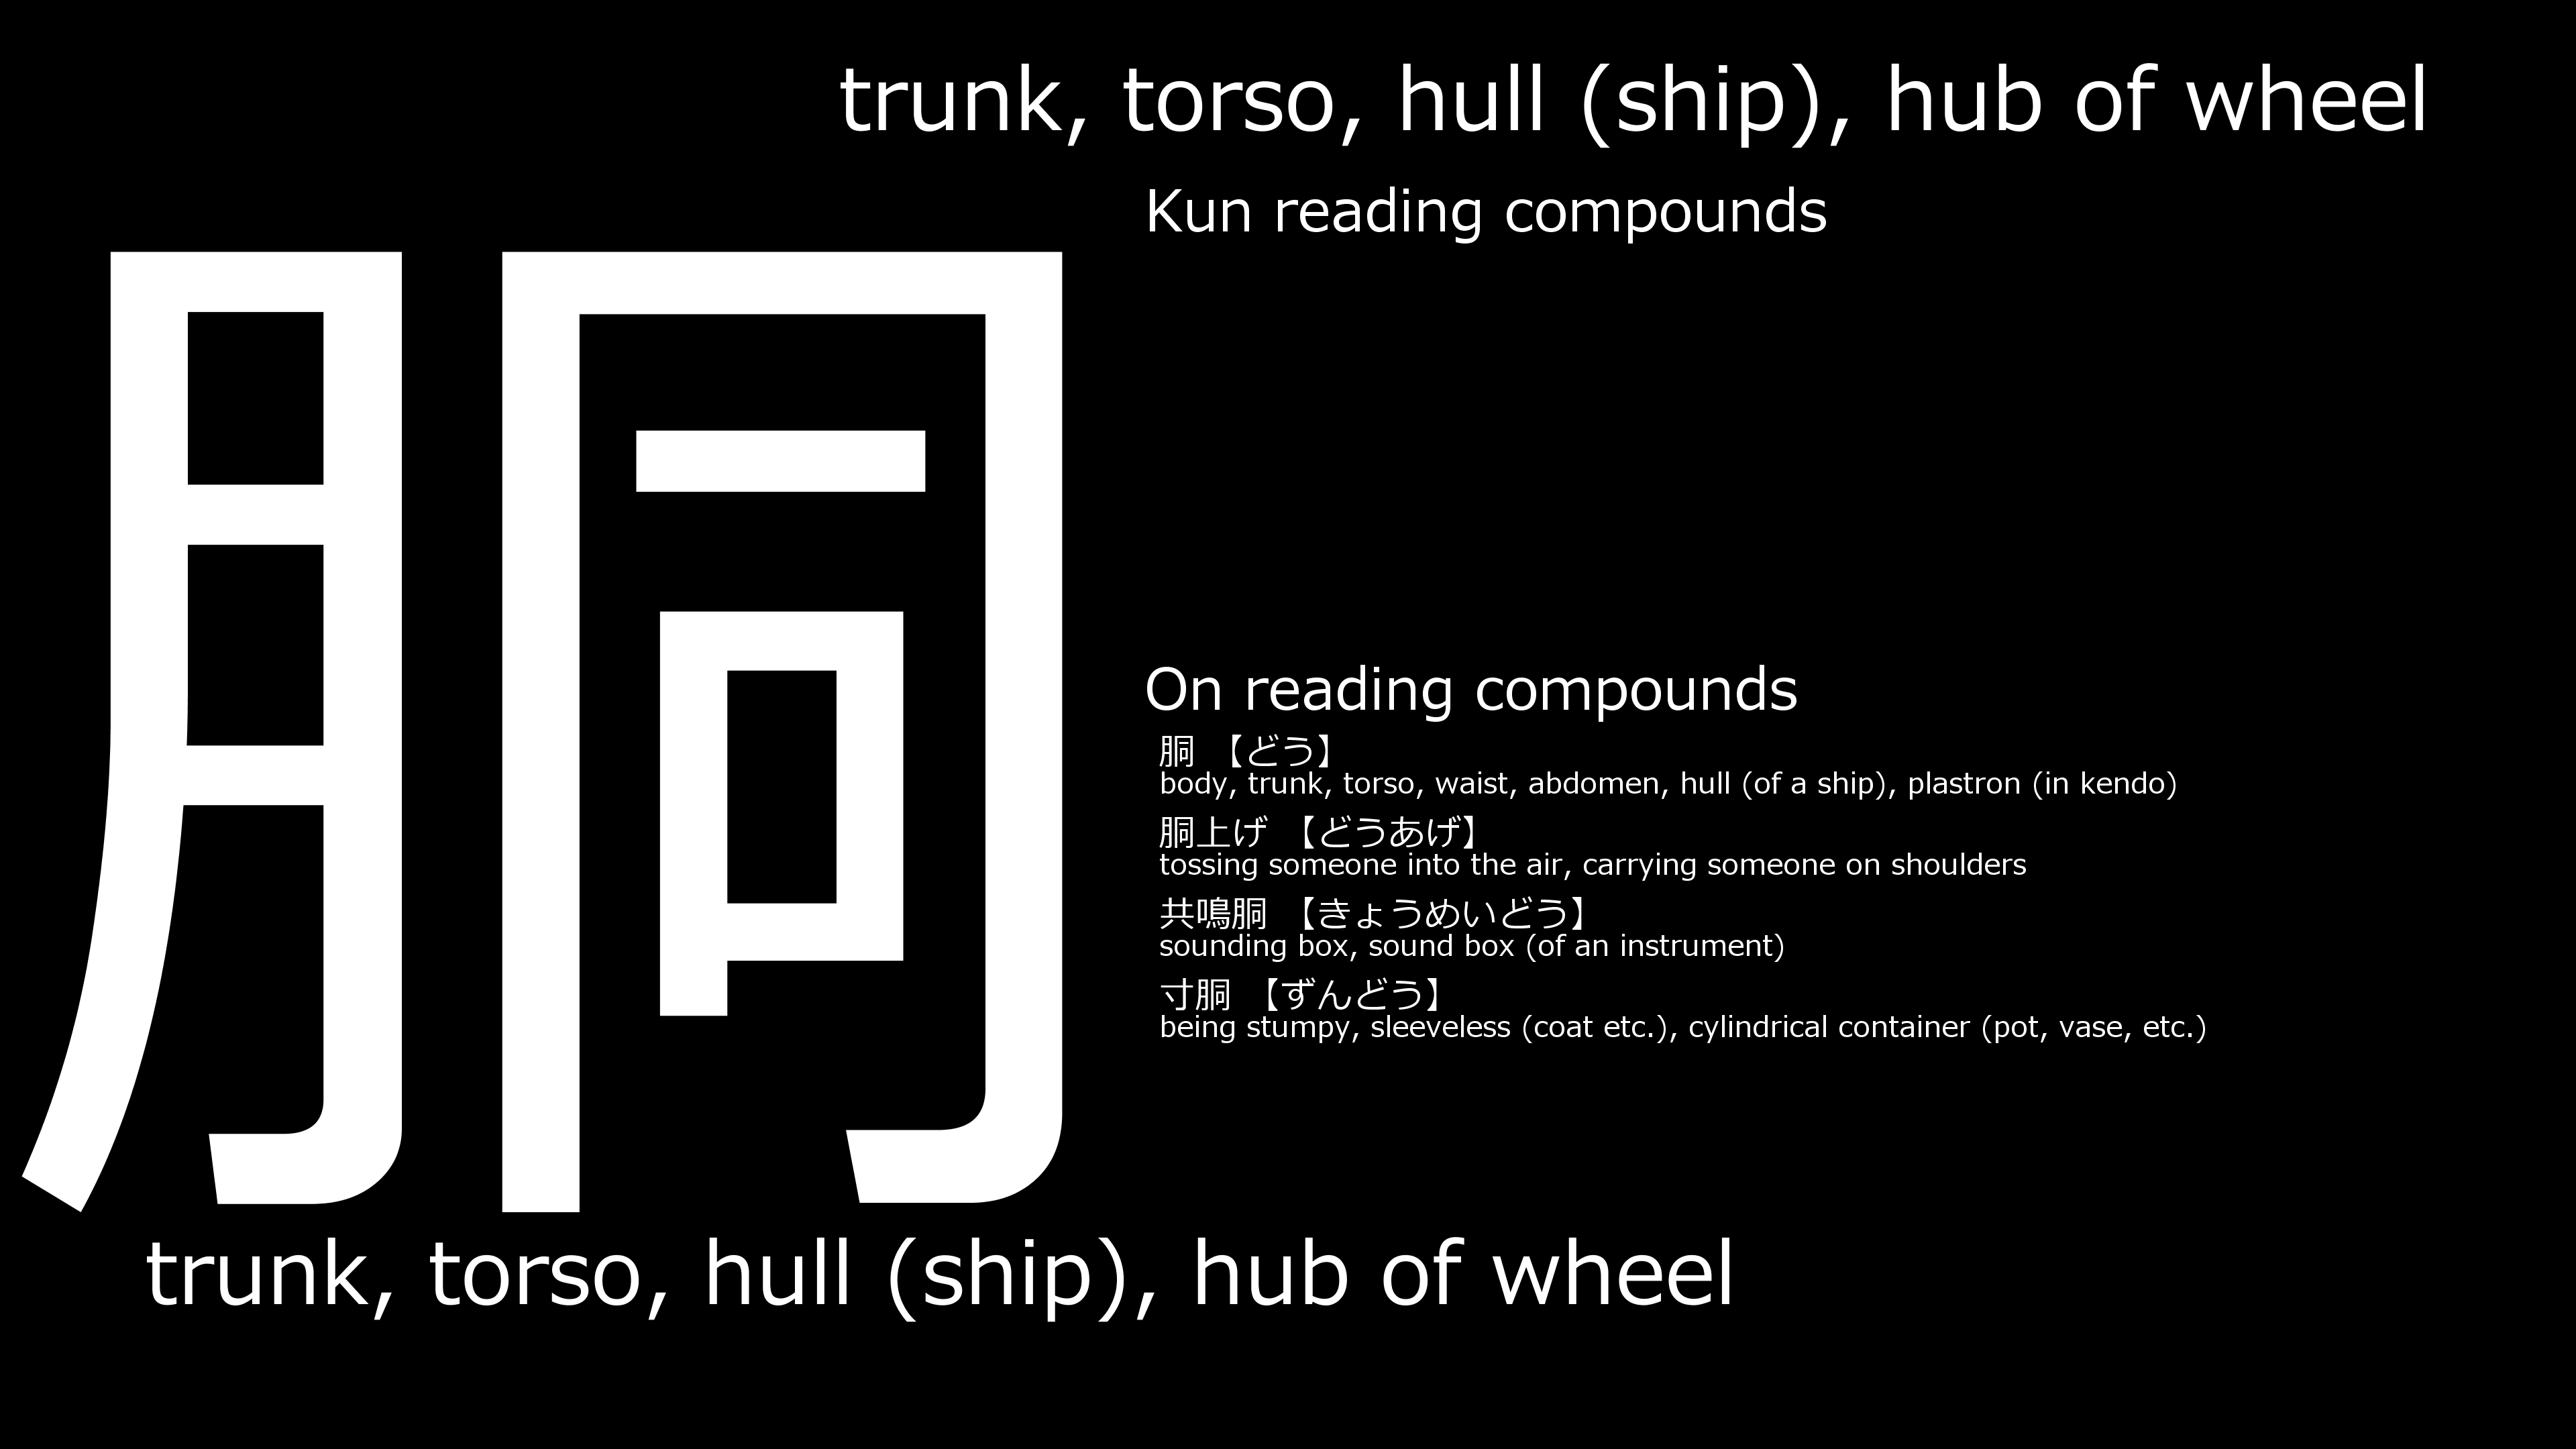 trunk, torso, hull (ship), hub of wheel
Kun reading compounds
胴
On reading compounds
胴 【どう】
body, trunk, torso, waist, abdomen, hull (of a ship), plastron (in kendo)
胴上げ 【どうあげ】
tossing someone into the air, carrying someone on shoulders
共鳴胴 【きょうめいどう】
sounding box, sound box (of an instrument)
寸胴 【ずんどう】
being stumpy, sleeveless (coat etc.), cylindrical container (pot, vase, etc.)
trunk, torso, hull (ship), hub of wheel